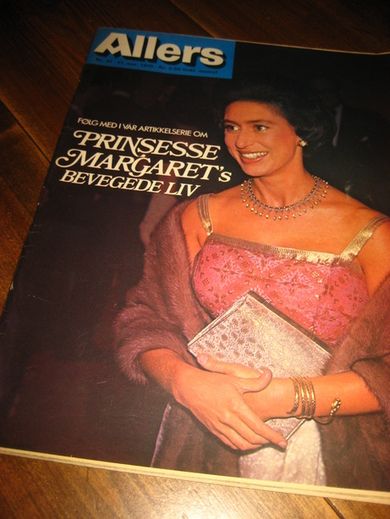 Allers
FØLG MED I VÅR ARTIKKELSERIE OM
PRINSESSE
MARGARET's
BEVEGEDE LIV